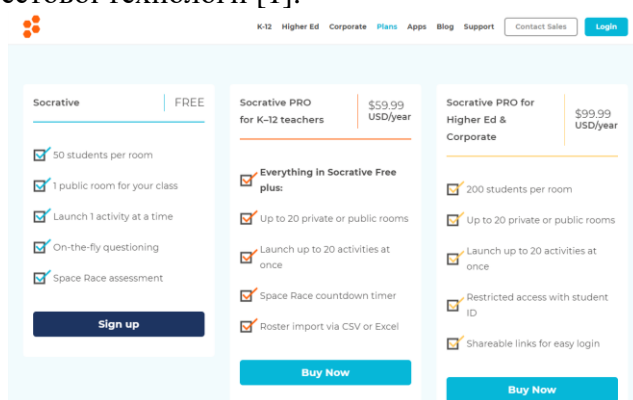 K-12 Higher Ed Corporate Plans Apps Blog Support Contact Sales Login
Socrative FREE
50 students per room
1 public room for your class
Launch 1 activity at a time
On-the-fly questioning
Space Race assessment
Sign up
Socrative PRO
for K–12 teachers
$59.99
USD/year
Everything in Socrative Free
plus:
Up to 20 private or public rooms
Launch up to 20 activities at
once
Space Race countdown timer
Roster import via CSV or Excel
Buy Now
Socrative PRO for
Higher Ed &
Corporate
$99.99
USD/year
200 students per room
Up to 20 private or public rooms
Launch up to 20 activities at
once
Restricted access with student
ID
Shareable links for easy login
Buy Now